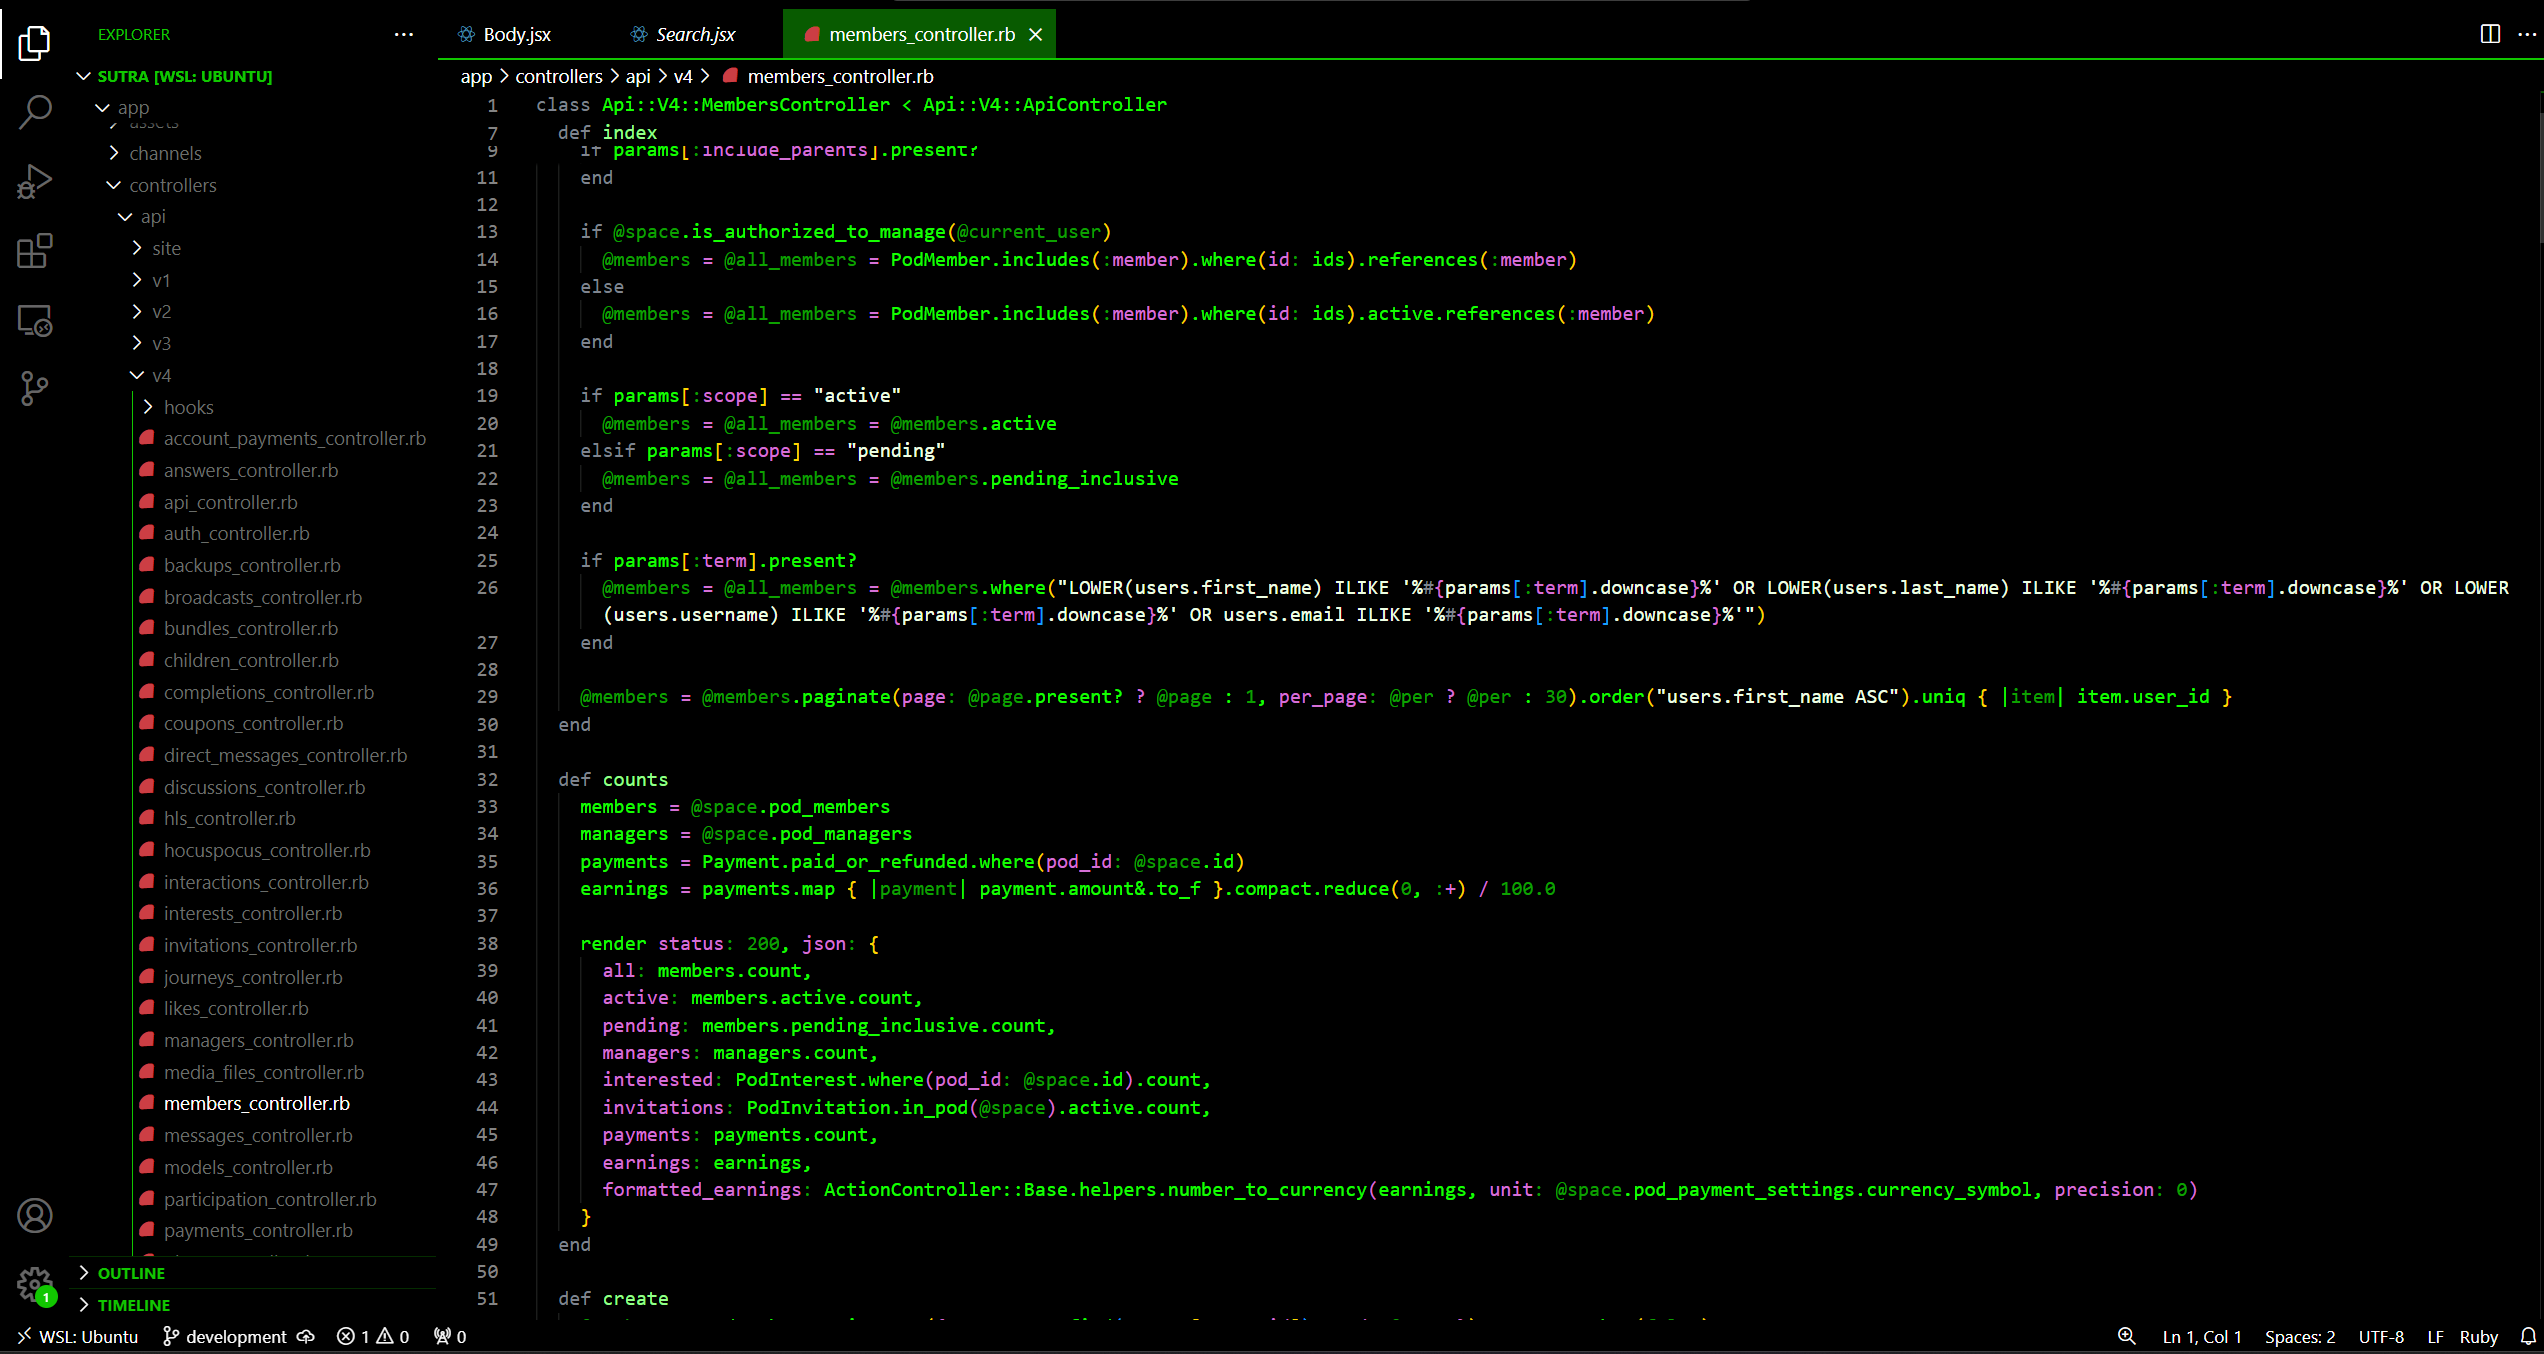 EXPLORER
Body.jsx
Search.jsx
members_controller.rb
SUTRA [WSL: UBUNTU]
app > controllers > api > v4 > members_controller.rb
app
assets
channels
controllers
api
site
v1
v2
v3
v4
hooks
account_payments_controller.rb
answers_controller.rb
api_controller.rb
auth_controller.rb
backups_controller.rb
broadcasts_controller.rb
bundles_controller.rb
children_controller.rb
completions_controller.rb
coupons_controller.rb
direct_messages_controller.rb
discussions_controller.rb
hls_controller.rb
hocuspocus_controller.rb
interactions_controller.rb
interests_controller.rb
invitations_controller.rb
journeys_controller.rb
likes_controller.rb
managers_controller.rb
media_files_controller.rb
members_controller.rb
messages_controller.rb
models_controller.rb
participation_controller.rb
payments_controller.rb
OUTLINE
TIMELINE
1 class Api::V4::MembersController < Api::V4::ApiController
7 def index
9 if params[:include_parents].present?
11 end
12
13 if @space.is_authorized_to_manage(@current_user)
14 @members = @all_members = PodMember.includes(:member).where(id: ids).references(:member)
15 else
16 @members = @all_members = PodMember.includes(:member).where(id: ids).active.references(:member)
17 end
18
19 if params[:scope] == "active"
20 @members = @all_members = @members.active
21 elsif params[:scope] == "pending"
22 @members = @all_members = @members.pending_inclusive
23 end
24
25 if params[:term].present?
26 @members = @all_members = @members.where("LOWER(users.first_name) ILIKE '%#{params[:term].downcase}%' OR LOWER(users.last_name) ILIKE '%#{params[:term].downcase}%' OR LOWER
(users.username) ILIKE '%#{params[:term].downcase}%' OR users.email ILIKE '%#{params[:term].downcase}%'")
27 end
28
29 @members = @members.paginate(page: @page.present? ? @page : 1, per_page: @per ? @per : 30).order("users.first_name ASC").uniq { |item| item.user_id }
30 end
31
32 def counts
33 members = @space.pod_members
34 managers = @space.pod_managers
35 payments = Payment.paid_or_refunded.where(pod_id: @space.id)
36 earnings = payments.map { |payment| payment.amount&.to_f }.compact.reduce(0, :+) / 100.0
37
38 render status: 200, json: {
39 all: members.count,
40 active: members.active.count,
41 pending: members.pending_inclusive.count,
42 managers: managers.count,
43 interested: PodInterest.where(pod_id: @space.id).count,
44 invitations: PodInvitation.in_pod(@space).active.count,
45 payments: payments.count,
46 earnings: earnings,
47 formatted_earnings: ActionController::Base.helpers.number_to_currency(earnings, unit: @space.pod_payment_settings.currency_symbol, precision: 0)
48 }
49 end
50
51 def create
1
WSL: Ubuntu
development
1
0
0
Ln 1, Col 1
Spaces: 2
UTF-8
LF
Ruby